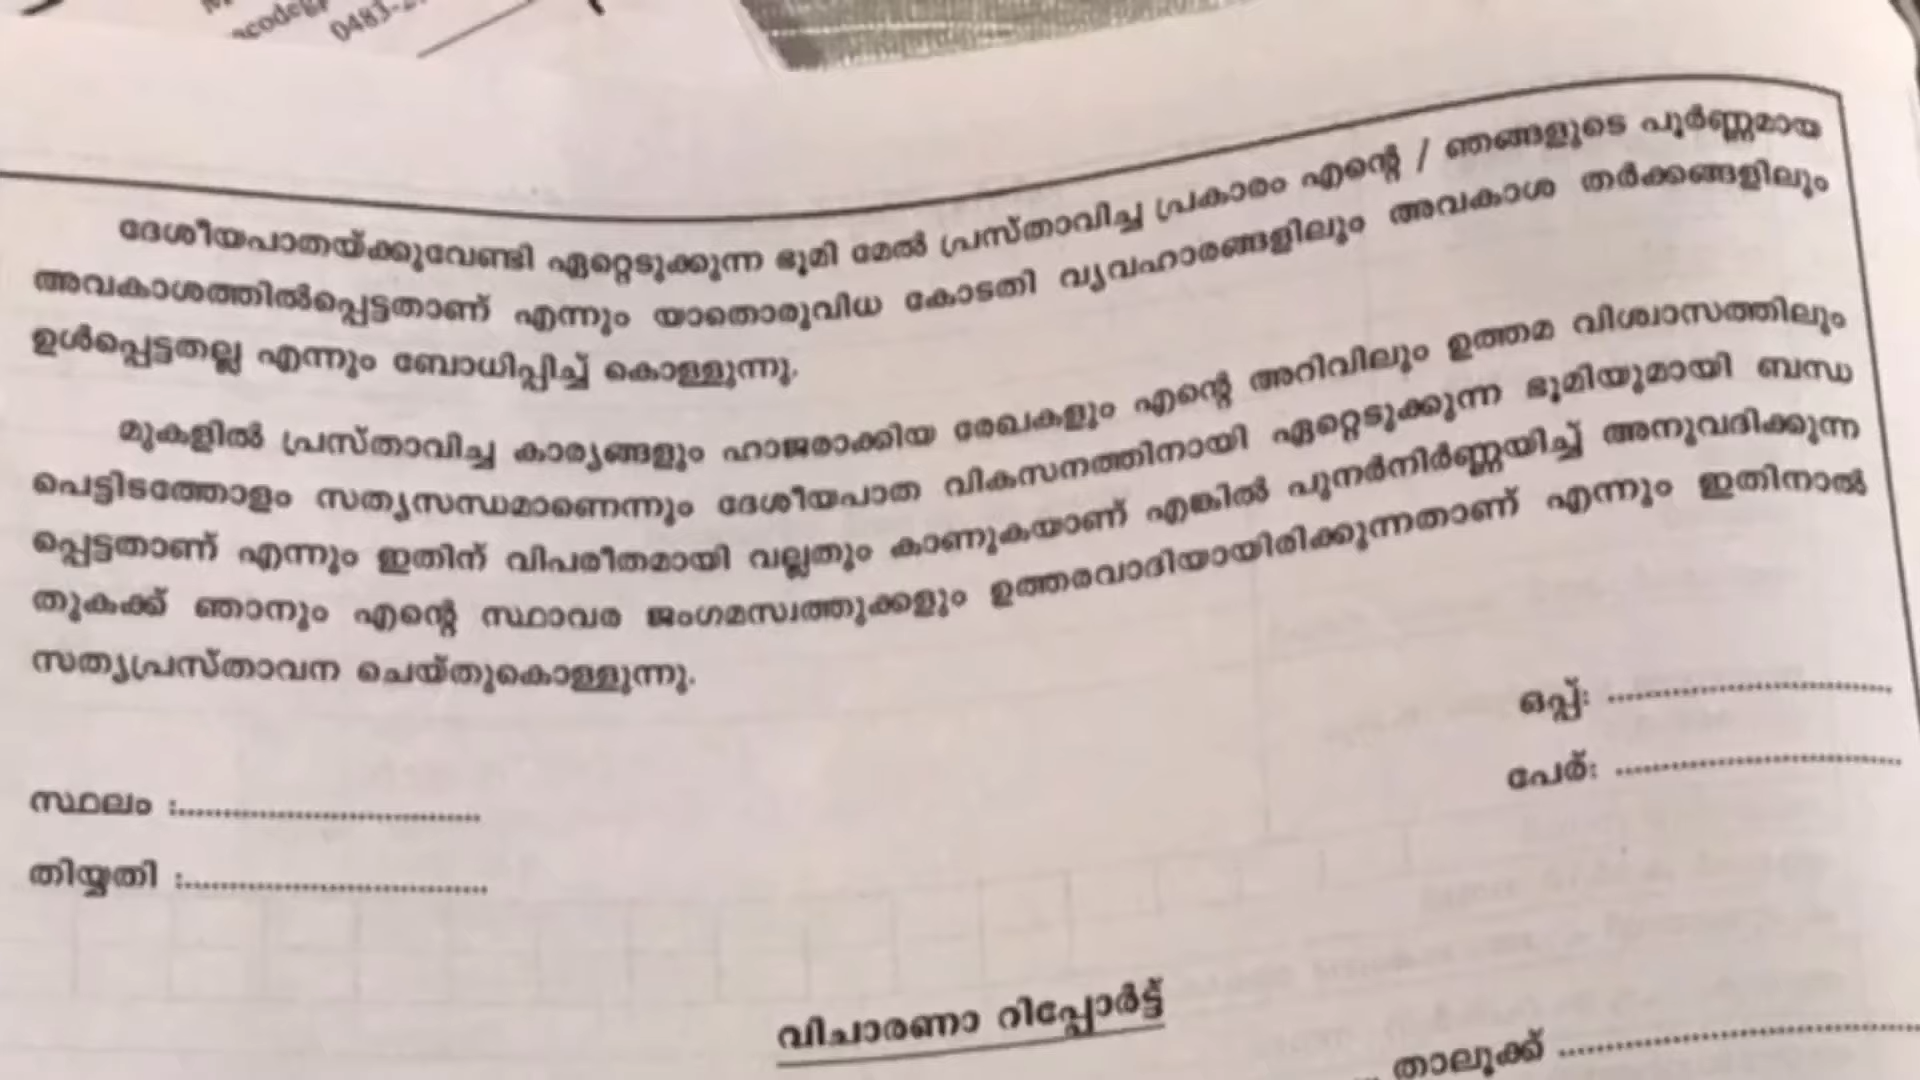 0483-
ദേശീയപാതയ്ക്കുവേണ്ടി ഏറ്റെടുക്കുന്ന ഭൂമി മേൽ പ്രസ്താവിച്ച പ്രകാരം എന്റെ / ഞങ്ങളുടെ പൂർണ്ണമായ
അവകാശത്തിൽപ്പെട്ടതാണ് എന്നും യാതൊരുവിധ കോടതി വ്യവഹാരങ്ങളിലും അവകാശ തർക്കങ്ങളിലും
ഉൾപ്പെട്ടതല്ല എന്നും ബോധിപ്പിച്ച് കൊള്ളുന്നു.
മുകളിൽ പ്രസ്താവിച്ച കാര്യങ്ങളും ഹാജരാക്കിയ രേഖകളും എന്റെ അറിവിലും ഉത്തമ വിശ്വാസത്തിലും
പെട്ടിടത്തോളം സത്യസന്ധമാണെന്നും ദേശീയപാത വികസനത്തിനായി ഏറ്റെടുക്കുന്ന ഭൂമിയുമായി ബന്ധ
പ്പെട്ടതാണ് എന്നും ഇതിന് വിപരീതമായി വല്ലതും കാണുകയാണ് എങ്കിൽ പുനർനിർണ്ണയിച്ച് അനുവദിക്കുന്ന
തുകക്ക് ഞാനും എന്റെ സ്ഥാവര ജംഗമസ്വത്തുക്കളും ഉത്തരവാദിയായിരിക്കുന്നതാണ് എന്നും ഇതിനാൽ
സത്യപ്രസ്താവന ചെയ്തുകൊള്ളുന്നു.
ഒപ്പ്: ................................
പേര്: ................................
സ്ഥലം :..................................
തിയ്യതി :..................................
വിചാരണാ റിപ്പോർട്ട്
താലൂക്ക് ................................